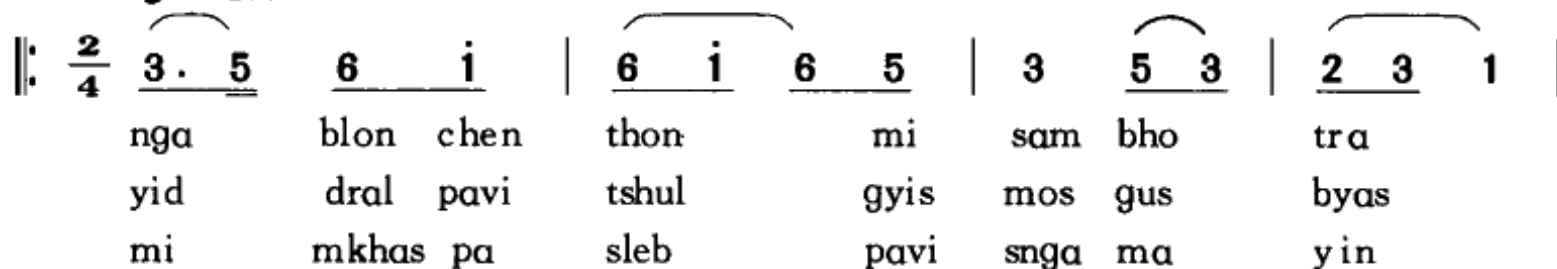 2/4 3. 5 6 i | 6 i 6 5 | 3 5 3 | 2 3 1
nga blon chen thon mi sam bho tra
yid dral pavi tshul gyis mos gus byas
mi mkhas pa sleb pavi snga ma yin